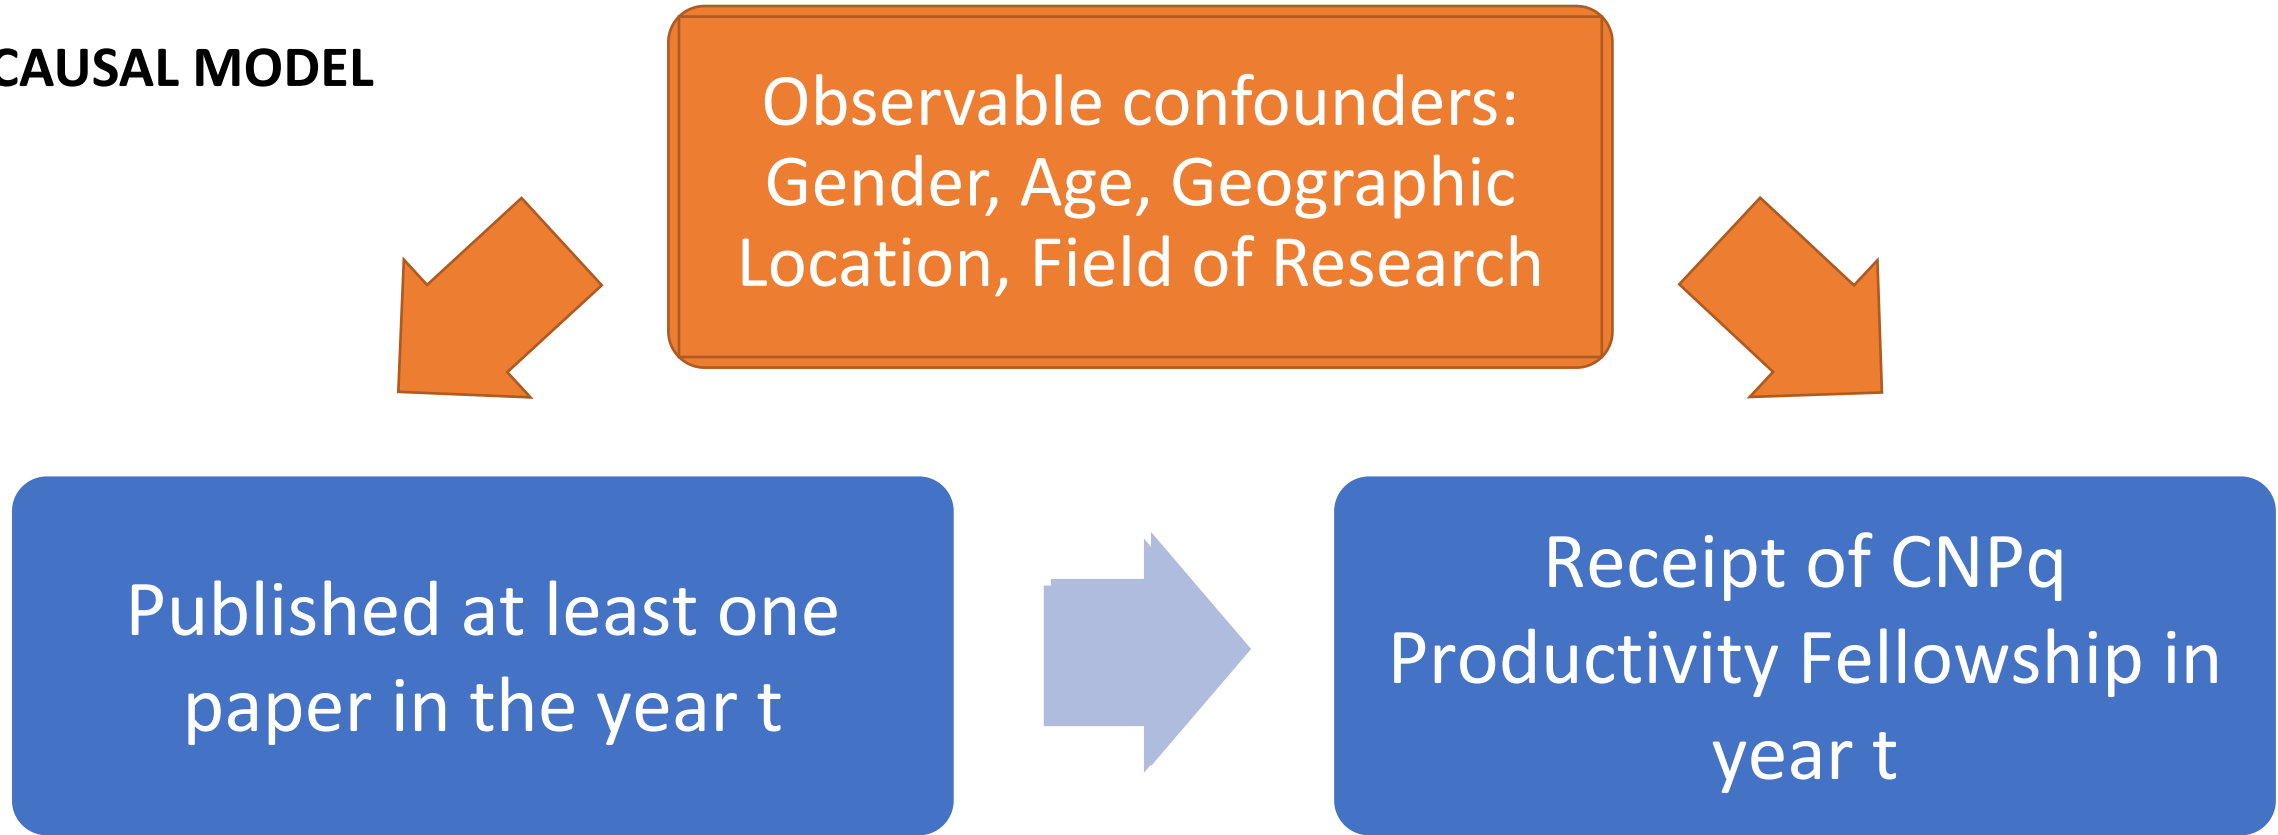 CAUSAL MODEL
Observable confounders:
Gender, Age, Geographic
Location, Field of Research
Published at least one
paper in the year t
Receipt of CNPq
Productivity Fellowship in
year t